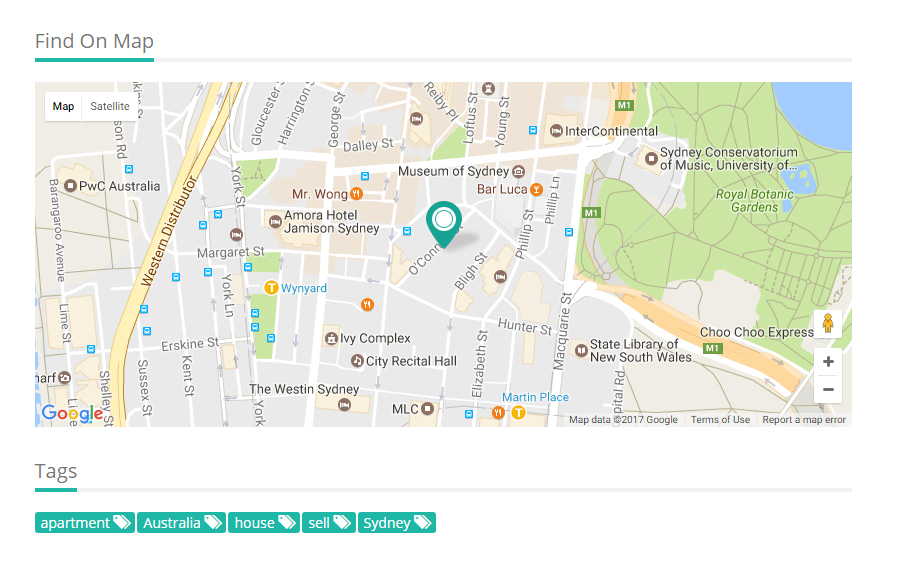 Find On Map
Map
Satellite
Gloucester St
Harrington St
George St
Reiby Pl
Loftus St
Young St
M1
InterContinental
Dalley St
Museum of Sydney
Sydney Conservatorium
of Music, University of...
PwC Australia
York St
Mr. Wong
Bar Luca
Phillip St
Phillip Ln
Royal Botanic
Gardens
Barangaroo Avenue
Western Distributor
Amora Hotel
Jamison Sydney
M1
Margaret St
Bligh St
York Ln
Wynyard
Lime St
Hunter St
Macquarie St
Choo Choo Express
Erskine St
Ivy Complex
State Library of
New South Wales
M1
City Recital Hall
Elizabeth St
Kent St
Sussex St
Shelley St
The Westin Sydney
Martin Place
MLC
York
Google
Map data ©2017 Google
Terms of Use
Report a map error
Tags
apartment
Australia
house
sell
Sydney